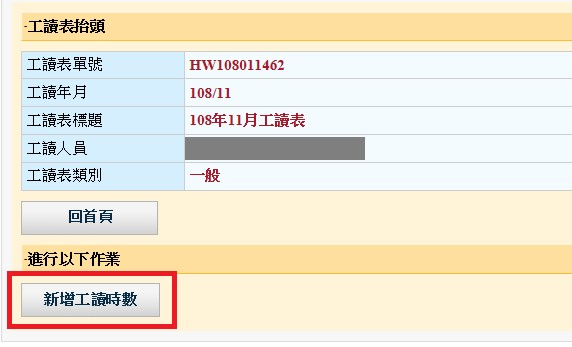 ·工讀表抬頭
工讀表單號 HW108011462
工讀年月 108/11
工讀表標題 108年11月工讀表
工讀人員
工讀表類別 一般
回首頁
·進行以下作業
新增工讀時數